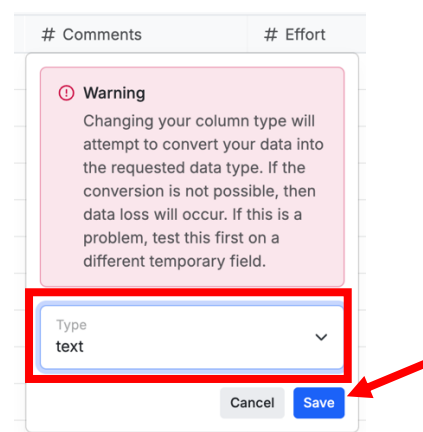 # Comments # Effort
Warning
Changing your column type will
attempt to convert your data into
the requested data type. If the
conversion is not possible, then
data loss will occur. If this is a
problem, test this first on a
different temporary field.
Type
text
Cancel Save